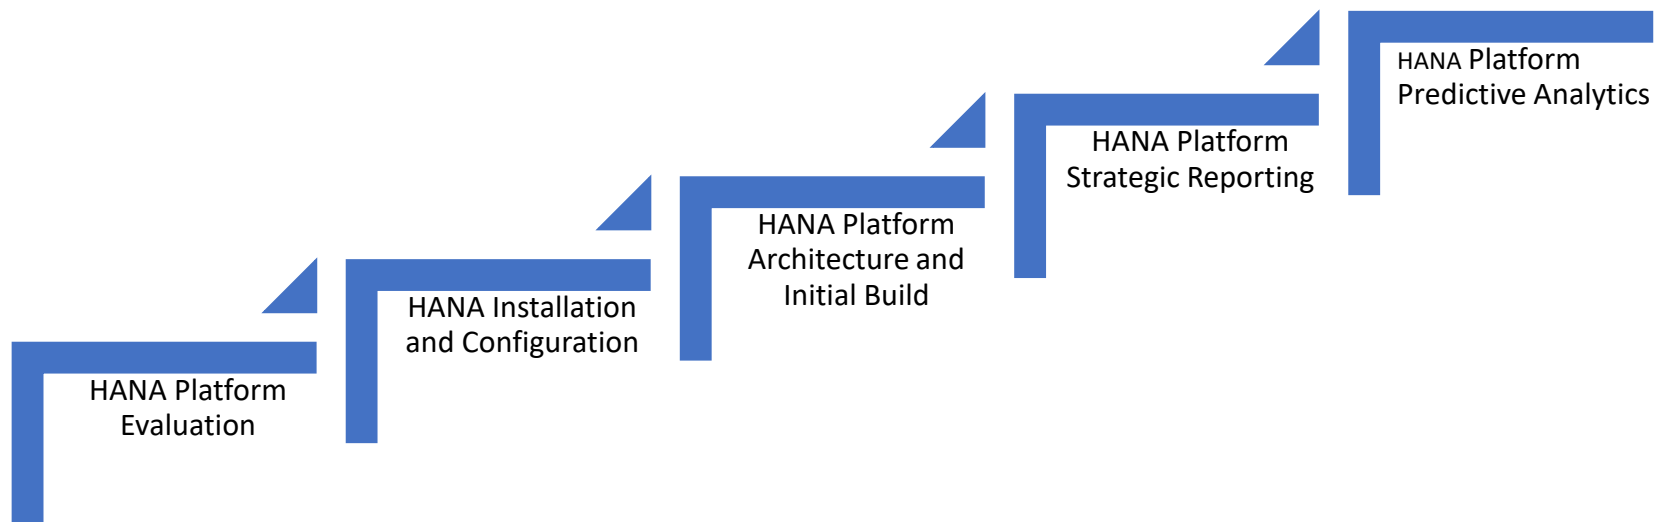 HANA Platform
Evaluation
HANA Installation
and Configuration
HANA Platform
Architecture and
Initial Build
HANA Platform
Strategic Reporting
HANA Platform
Predictive Analytics